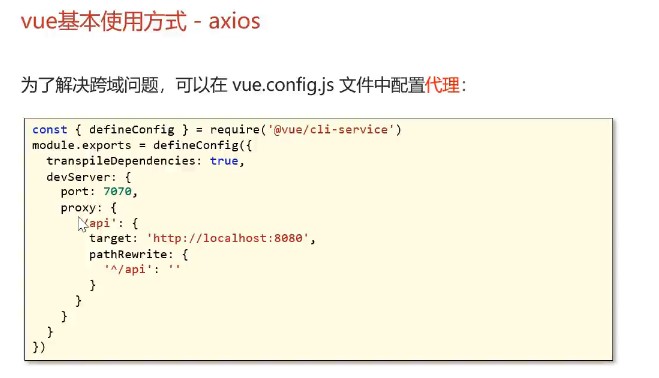 vue基本使用方式 - axios
为了解决跨域问题，可以在 vue.config.js 文件中配置代理：
const { defineConfig } = require('@vue/cli-service')
module.exports = defineConfig({
  transpileDependencies: true,
  devServer: {
    port: 7070,
    proxy: {
      '/api': {
        target: 'http://localhost:8080',
        pathRewrite: {
          '^/api': ''
        }
      }
    }
  }
})